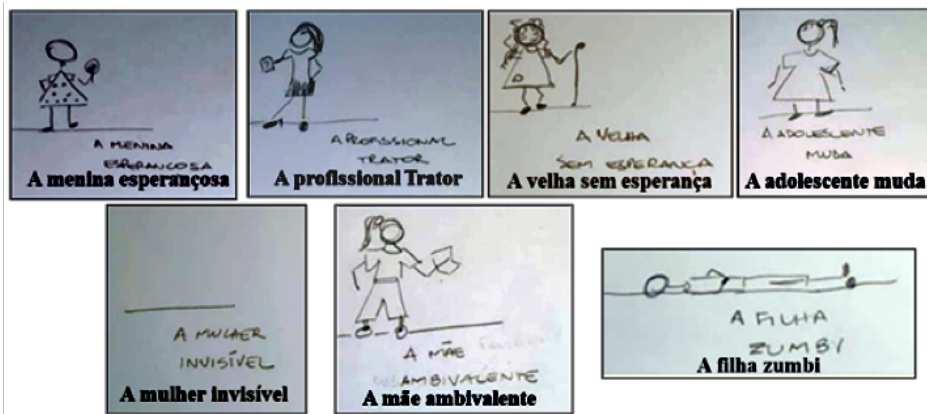 A MENINA
ESPERANÇOSA
A menina esperançosa
A PROFISSIONAL
TRATOR
A profissional Trator
A VELHA
SEM ESPERANÇA
A velha sem esperança
A ADOLESCENTE
MUDA
A adolescente muda
A MULHER
INVISÍVEL
A mulher invisível
A MÃE
AMBIVALENTE
A mãe ambivalente
A FILHA
ZUMBI
A filha zumbi